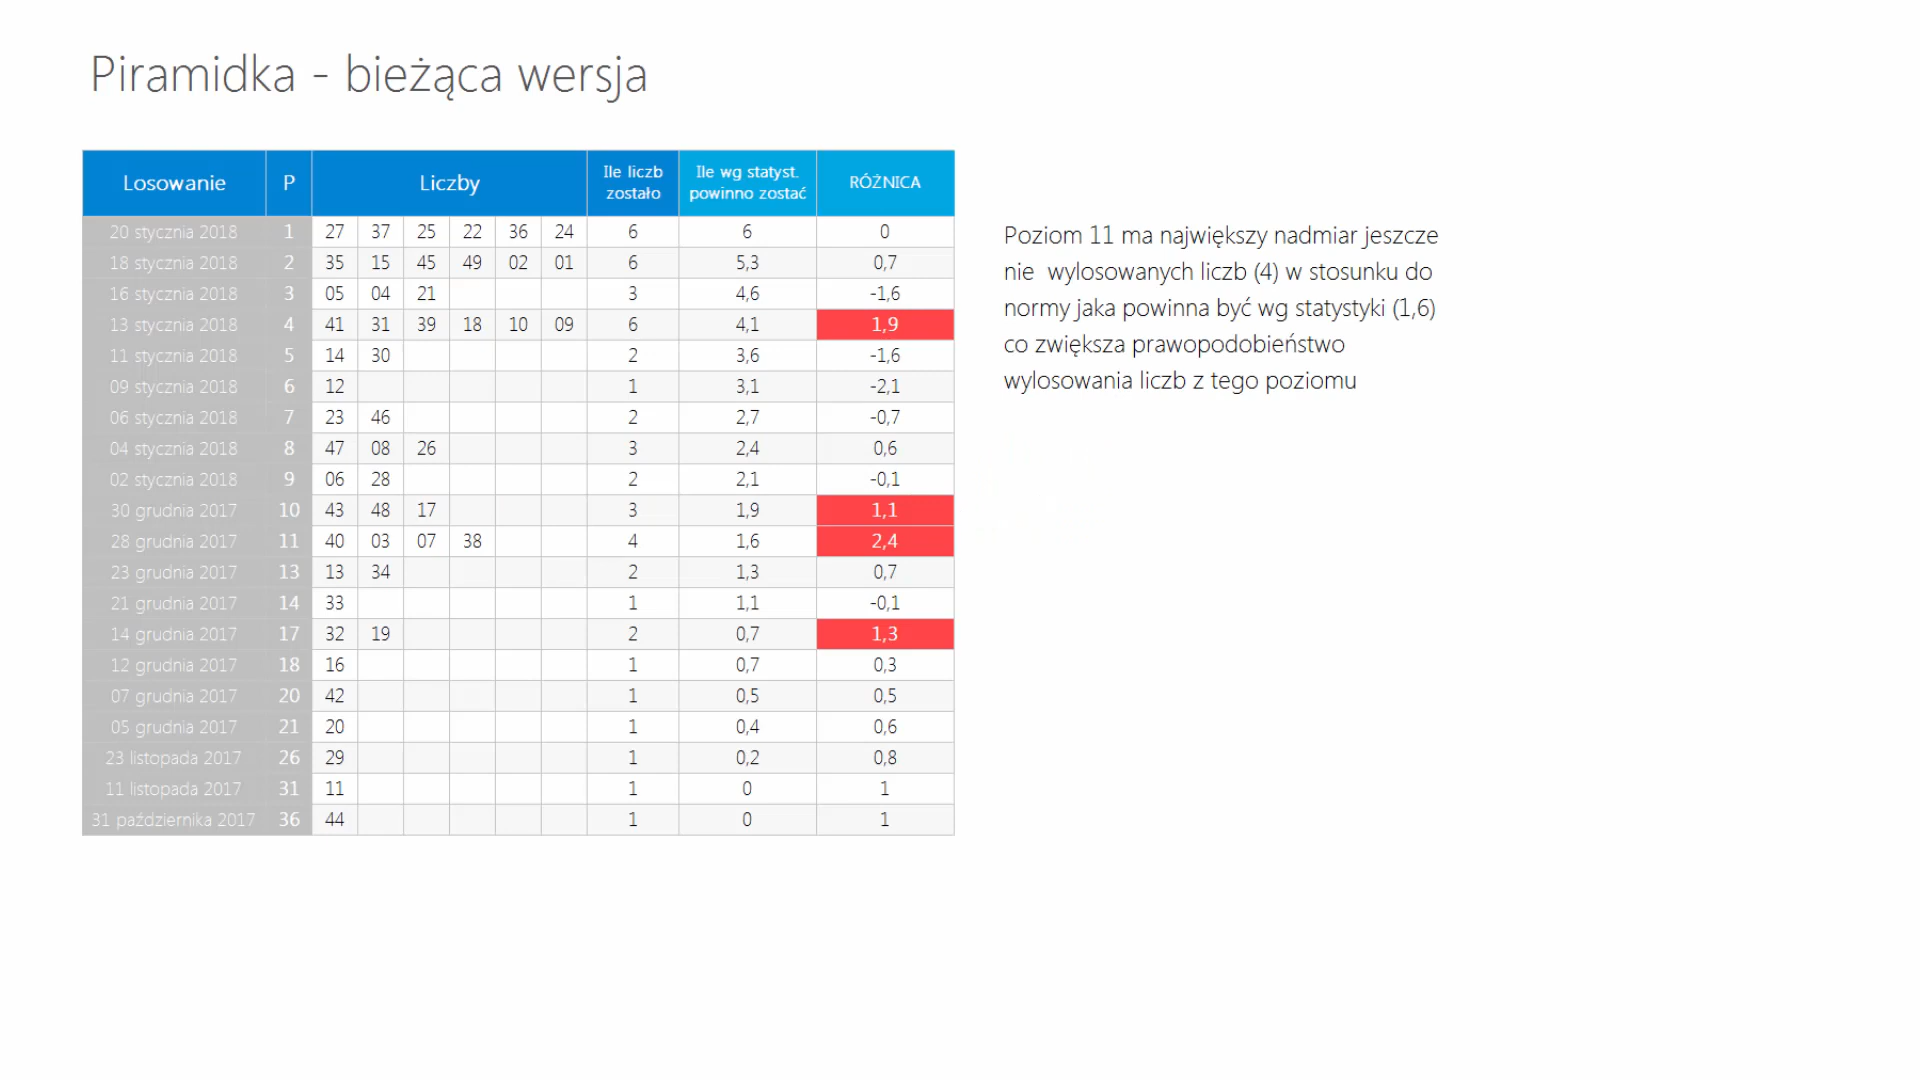 Piramidka - bieżąca wersja
Losowanie P Liczby Ile liczb zostało Ile wg statyst. powinno zostać RÓŻNICA
20 stycznia 2018 1 27 37 25 22 36 24 6 6 0
18 stycznia 2018 2 35 15 45 49 02 01 6 5,3 0,7
16 stycznia 2018 3 05 04 21 3 4,6 -1,6
13 stycznia 2018 4 41 31 39 18 10 09 6 4,1 1,9
11 stycznia 2018 5 14 30 2 3,6 -1,6
09 stycznia 2018 6 12 1 3,1 -2,1
06 stycznia 2018 7 23 46 2 2,7 -0,7
04 stycznia 2018 8 47 08 26 3 2,4 0,6
02 stycznia 2018 9 06 28 2 2,1 -0,1
30 grudnia 2017 10 43 48 17 3 1,9 1,1
28 grudnia 2017 11 40 03 07 38 4 1,6 2,4
23 grudnia 2017 13 13 34 2 1,3 0,7
21 grudnia 2017 14 33 1 1,1 -0,1
14 grudnia 2017 17 32 19 2 0,7 1,3
12 grudnia 2017 18 16 1 0,7 0,3
07 grudnia 2017 20 42 1 0,5 0,5
05 grudnia 2017 21 20 1 0,4 0,6
23 listopada 2017 26 29 1 0,2 0,8
11 listopada 2017 31 11 1 0 1
31 października 2017 36 44 1 0 1
Poziom 11 ma największy nadmiar jeszcze
nie wylosowanych liczb (4) w stosunku do
normy jaka powinna być wg statystyki (1,6)
co zwiększa prawopodobieństwo
wylosowania liczb z tego poziomu